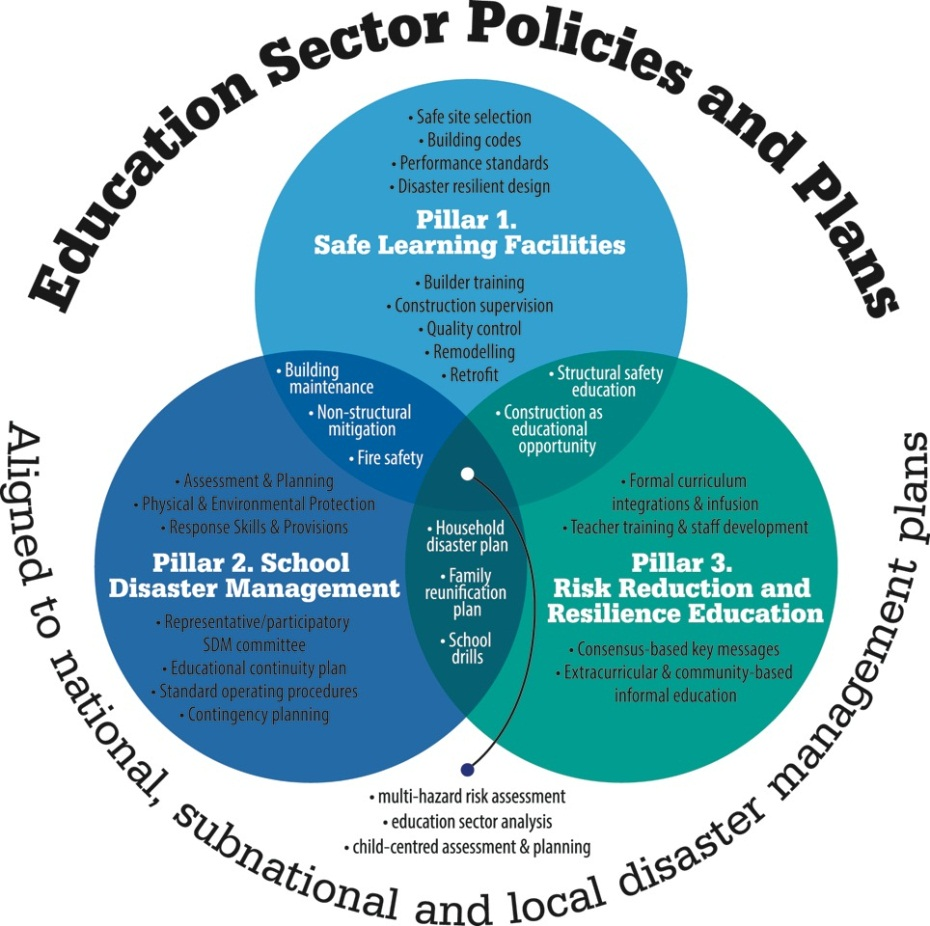 Education Sector Policies and Plans
• Safe site selection
• Building codes
• Performance standards
• Disaster resilient design
Pillar 1.
Safe Learning Facilities
• Builder training
• Construction supervision
• Quality control
• Remodelling
• Retrofit
• Building
maintenance
• Non-structural
mitigation
• Fire safety
• Structural safety
education
• Construction as
educational
opportunity
• Assessment & Planning
• Physical & Environmental Protection
• Response Skills & Provisions
Pillar 2. School
Disaster Management
• Representative/participatory
SDM committee
• Educational continuity plan
• Standard operating procedures
• Contingency planning
• Household
disaster plan
• Family
reunification
plan
• School
drills
• Formal curriculum
integrations & infusion
• Teacher training & staff development
Pillar 3.
Risk Reduction and
Resilience Education
• Consensus-based key messages
• Extracurricular & community-based
informal education
• multi-hazard risk assessment
• education sector analysis
• child-centred assessment & planning
Aligned to national, subnational and local disaster management plans